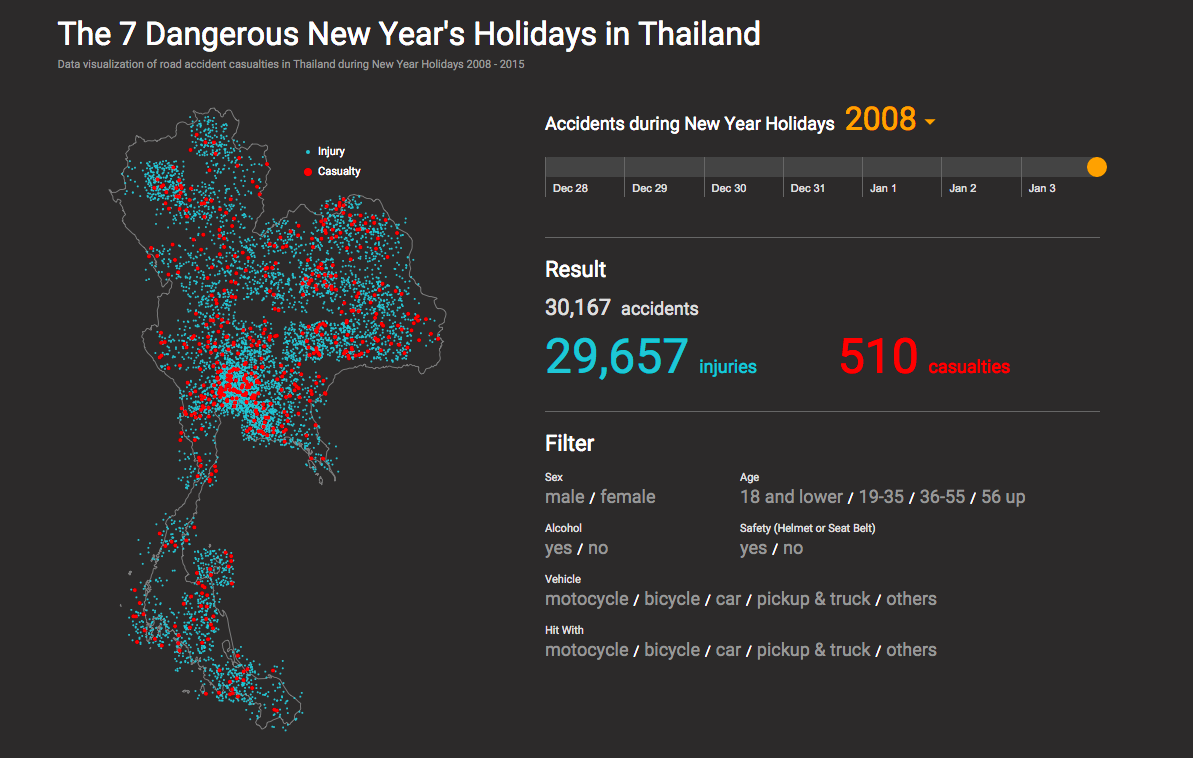 The 7 Dangerous New Year's Holidays in Thailand
Data visualization of road accident casualties in Thailand during New Year Holidays 2008 - 2015
Injury
Casualty
Accidents during New Year Holidays 2008
Dec 28 Dec 29 Dec 30 Dec 31 Jan 1 Jan 2 Jan 3
Result
30,167 accidents
29,657 injuries 510 casualties
Filter
Sex Age
male / female 18 and lower / 19-35 / 36-55 / 56 up
Alcohol Safety (Helmet or Seat Belt)
yes / no yes / no
Vehicle
motocycle / bicycle / car / pickup & truck / others
Hit With
motocycle / bicycle / car / pickup & truck / others